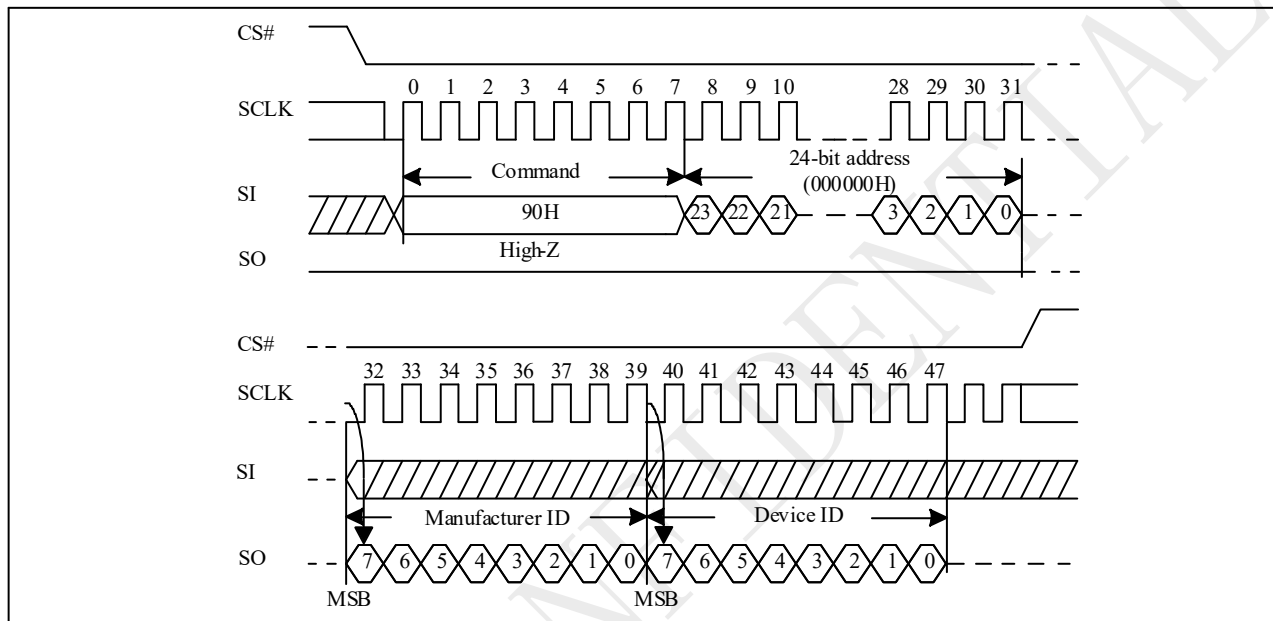 CS#
0 1 2 3 4 5 6 7 8 9 10 28 29 30 31
SCLK
Command
24-bit address
(000000H)
SI
90H
23 22 21 3 2 1 0
High-Z
SO
CS#
32 33 34 35 36 37 38 39 40 41 42 43 44 45 46 47
SCLK
SI
Manufacturer ID Device ID
SO
7 6 5 4 3 2 1 0 7 6 5 4 3 2 1 0
MSB MSB
NFIDENTIAL